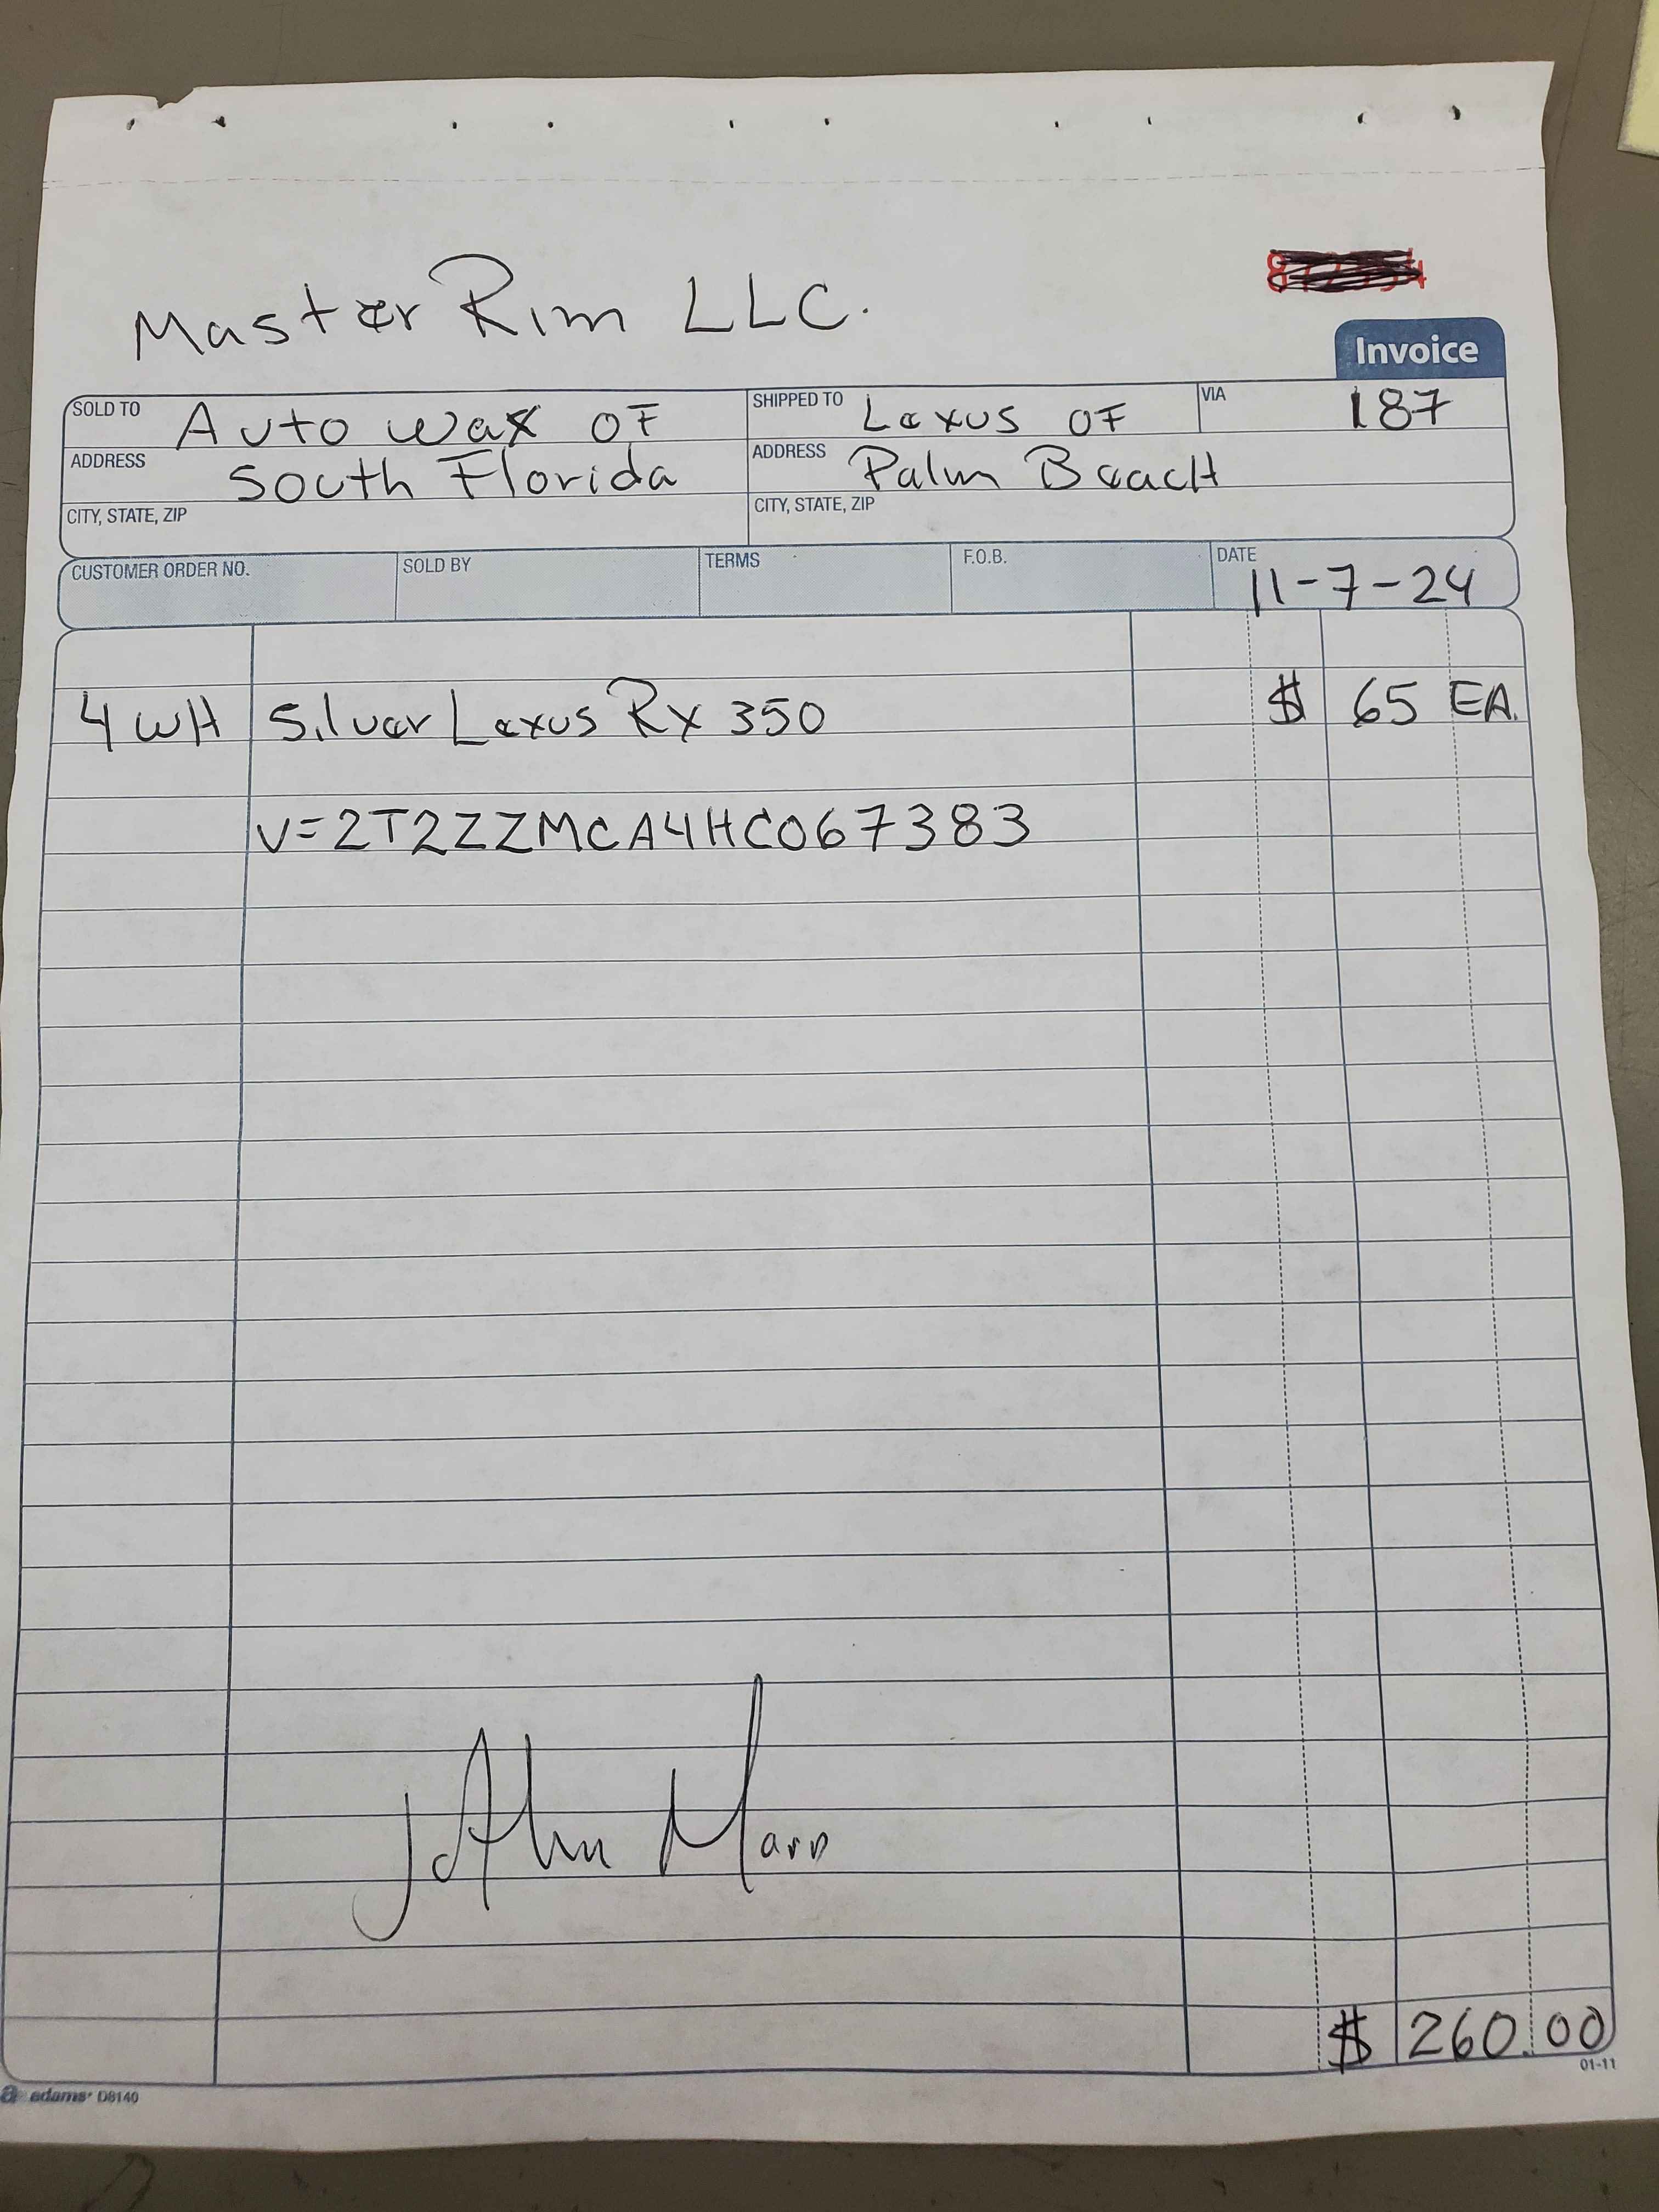 Master Rim LLC.
Invoice
SOLD TO Auto wax OF
SHIPPED TO Lexus OF
VIA 187
ADDRESS South Florida
ADDRESS Palm BeacH
CITY, STATE, ZIP
CITY, STATE, ZIP
CUSTOMER ORDER NO. SOLD BY TERMS F.O.B. DATE 11-7-24
4 WH Silver Lexus Rx 350 $ 65 EA.
V=2T2ZZMCA4HC067383
$ 260.00
01-11
adams D8140